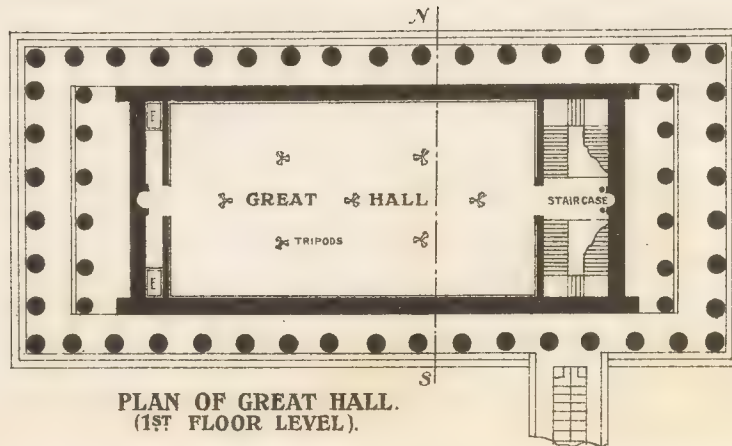 N
E
GREAT HALL
STAIRCASE
TRIPODS
E
S
PLAN OF GREAT HALL.
(1ST FLOOR LEVEL).